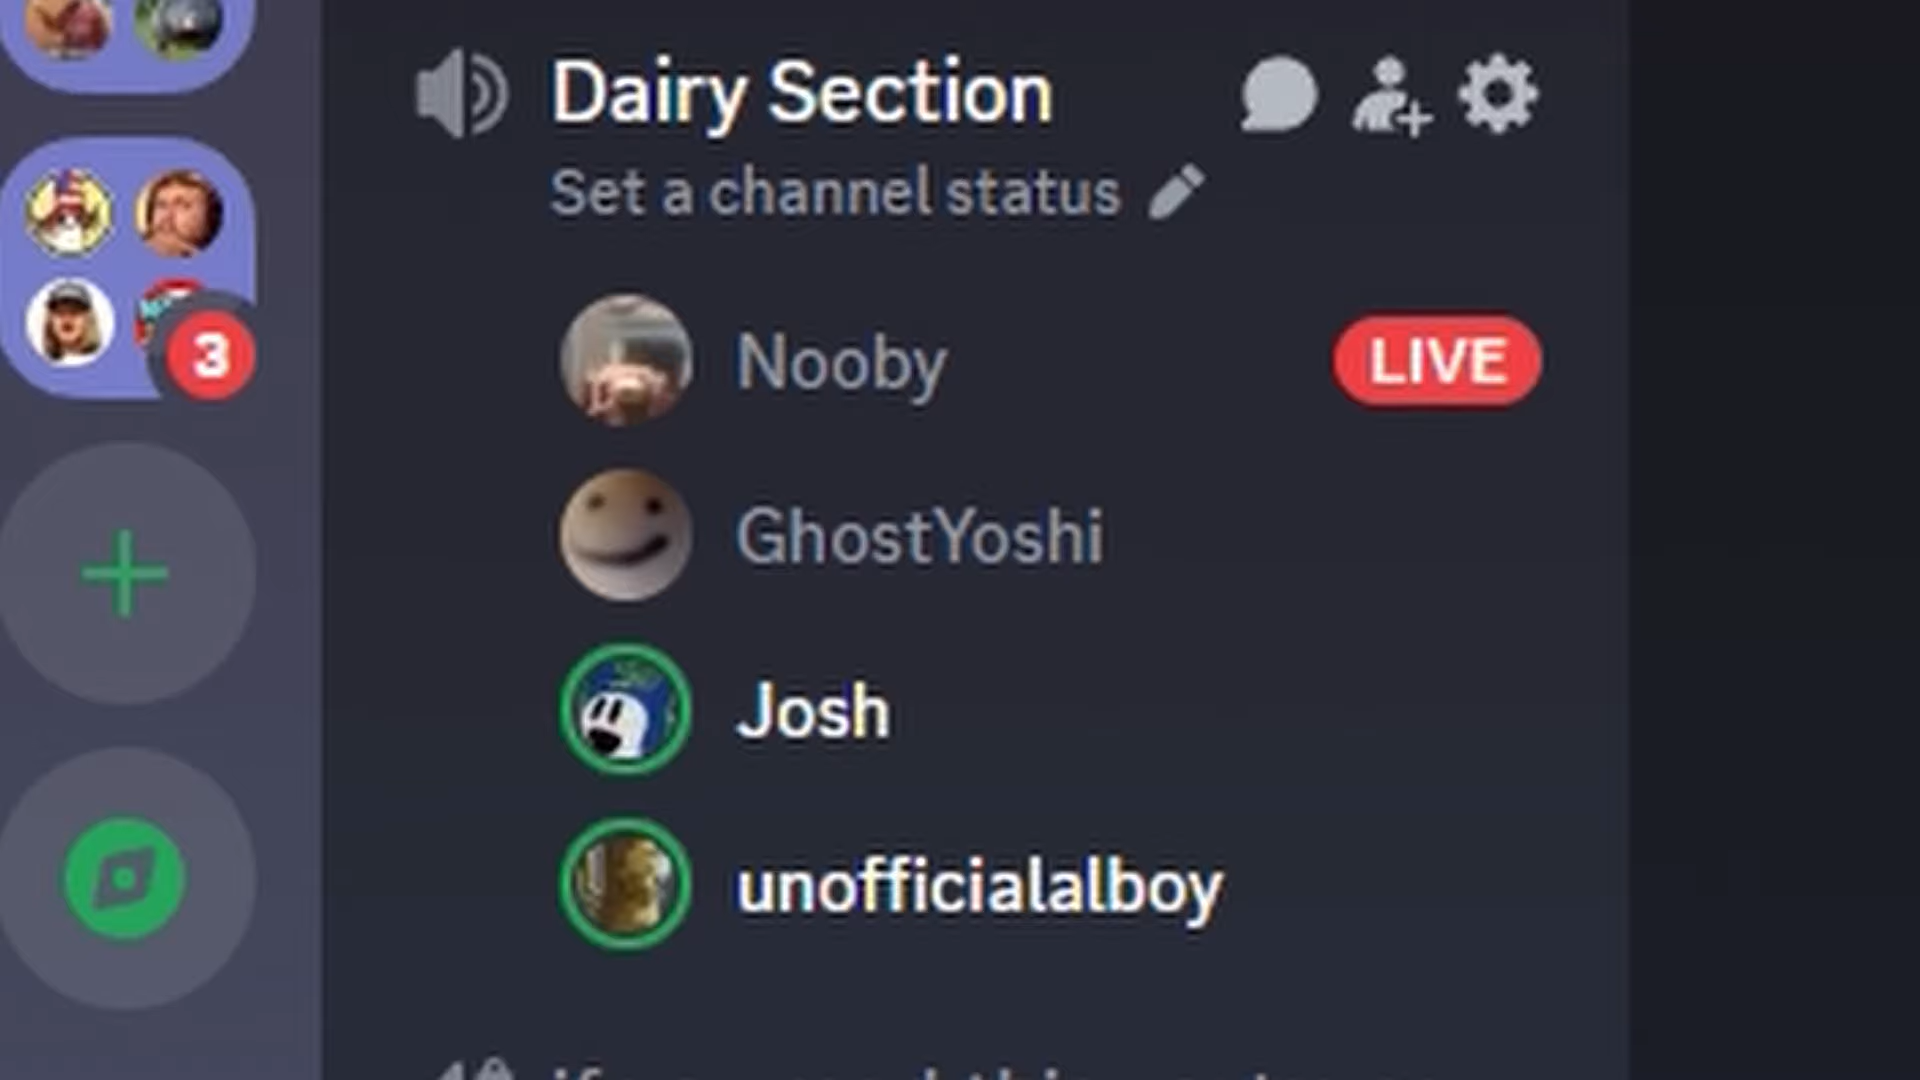 Dairy Section
Set a channel status
Nooby LIVE
3
GhostYoshi
Josh
unofficialalboy